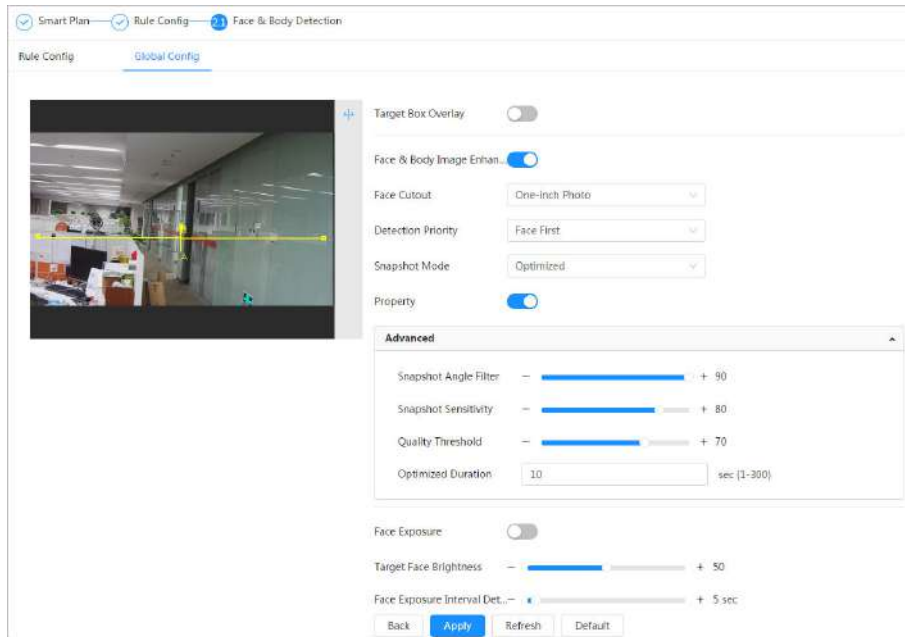 Smart Plan Rule Config 2.1 Face & Body Detection
Rule Config Global Config
Target Box Overlay
Face & Body Image Enhan...
Face Cutout One-inch Photo
Detection Priority Face First
Snapshot Mode Optimized
Property
Advanced
Snapshot Angle Filter − + 90
Snapshot Sensitivity − + 80
Quality Threshold − + 70
Optimized Duration 10 sec (1-300)
Face Exposure
Target Face Brightness − + 50
Face Exposure Interval Det... − + 5 sec
Back Apply Refresh Default